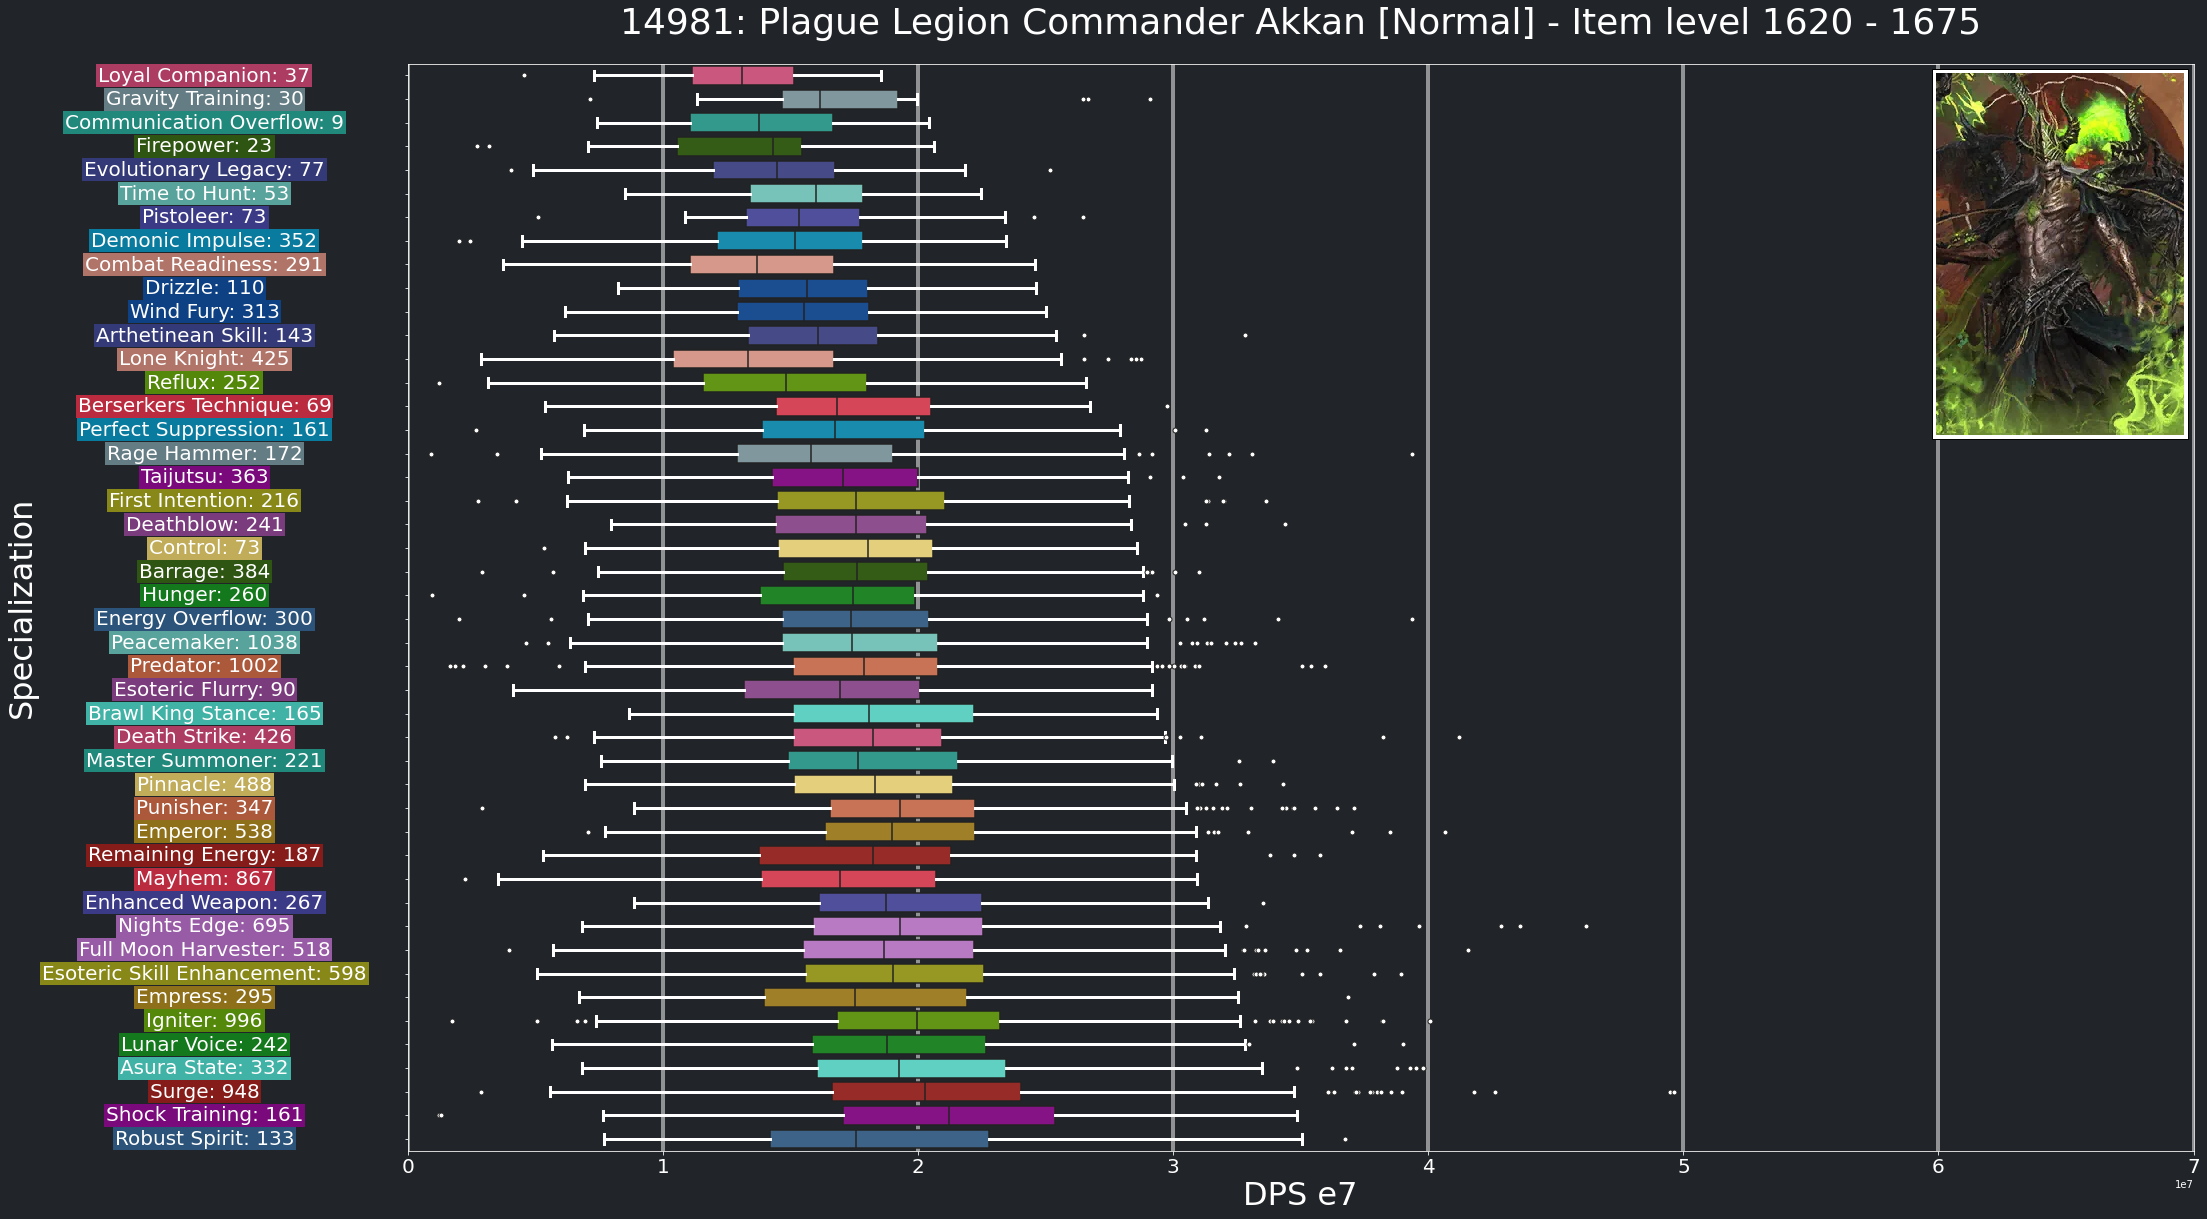 14981: Plague Legion Commander Akkan [Normal] - Item level 1620 - 1675
Loyal Companion: 37
Gravity Training: 30
Communication Overflow: 9
Firepower: 23
Evolutionary Legacy: 77
Time to Hunt: 53
Pistoleer: 73
Demonic Impulse: 352
Combat Readiness: 291
Drizzle: 110
Wind Fury: 313
Arthetinean Skill: 143
Lone Knight: 425
Reflux: 252
Berserkers Technique: 69
Perfect Suppression: 161
Rage Hammer: 172
Taijutsu: 363
First Intention: 216
Deathblow: 241
Control: 73
Barrage: 384
Hunger: 260
Energy Overflow: 300
Peacemaker: 1038
Predator: 1002
Esoteric Flurry: 90
Brawl King Stance: 165
Death Strike: 426
Master Summoner: 221
Pinnacle: 488
Punisher: 347
Emperor: 538
Remaining Energy: 187
Mayhem: 867
Enhanced Weapon: 267
Nights Edge: 695
Full Moon Harvester: 518
Esoteric Skill Enhancement: 598
Empress: 295
Igniter: 996
Lunar Voice: 242
Asura State: 332
Surge: 948
Shock Training: 161
Robust Spirit: 133
Specialization
0 1 2 3 4 5 6 7
1e7
DPS e7